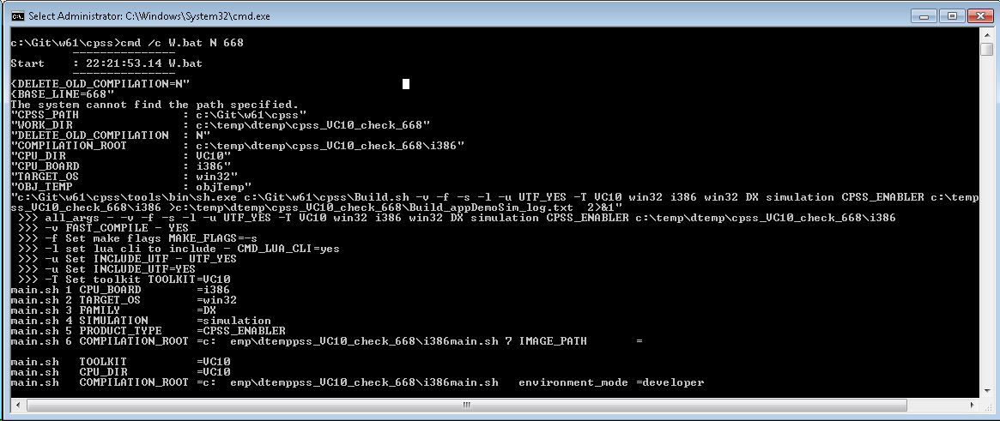 Select Administrator: C:\Windows\System32\cmd.exe
c:\Git\w61\cpss>cmd /c W.bat N 668
---------------
Start    : 22:21:53.14 W.bat
---------------
{DELETE_OLD_COMPILATION=N"
{BASE_LINE=668"
The system cannot find the path specified.
"CPSS_PATH               : c:\Git\w61\cpss"
"WORK_DIR                : c:\temp\dtemp\cpss_VC10_check_668"
"DELETE_OLD_COMPILATION  : N"
"COMPILATION_ROOT        : c:\temp\dtemp\cpss_VC10_check_668\i386"
"CPU_DIR                 : VC10"
"CPU_BOARD               : i386"
"TARGET_OS               : win32"
"OBJ_TEMP                : objTemp"
"c:\Git\w61\cpss\tools\bin\sh.exe c:\Git\w61\cpss\Build.sh -v -f -s -l -u UTF_YES -T VC10 win32 i386 win32 DX simulation CPSS_ENABLER c:\temp\dtemp\cp
ss_VC10_check_668\i386 >c:\temp\dtemp\cpss_VC10_check_668\Build_appDemoSim_log.txt  2>&1"
>>> all_args - -v -f -s -l -u UTF_YES -T VC10 win32 i386 win32 DX simulation CPSS_ENABLER c:\temp\dtemp\cpss_VC10_check_668\i386
>>> -v FAST_COMPILE - YES
>>> -f Set make flags MAKE_FLAGS=-s
>>> -l set lua cli to include - CMD_LUA_CLI=yes
>>> -u Set INCLUDE_UTF - UTF_YES
>>> -u Set INCLUDE_UTF=YES
>>> -T Set toolkit TOOLKIT=VC10
main.sh 1 CPU_BOARD        =i386
main.sh 2 TARGET_OS        =win32
main.sh 3 FAMILY           =DX
main.sh 4 SIMULATION       =simulation
main.sh 5 PRODUCT_TYPE     =CPSS_ENABLER
main.sh 6 COMPILATION_ROOT =c:  emp\dtemppss_VC10_check_668\i386main.sh 7 IMAGE_PATH       =
main.sh   TOOLKIT          =VC10
main.sh   CPU_DIR          =VC10
main.sh   COMPILATION_ROOT =c:  emp\dtemppss_VC10_check_668\i386main.sh   environment_mode =developer